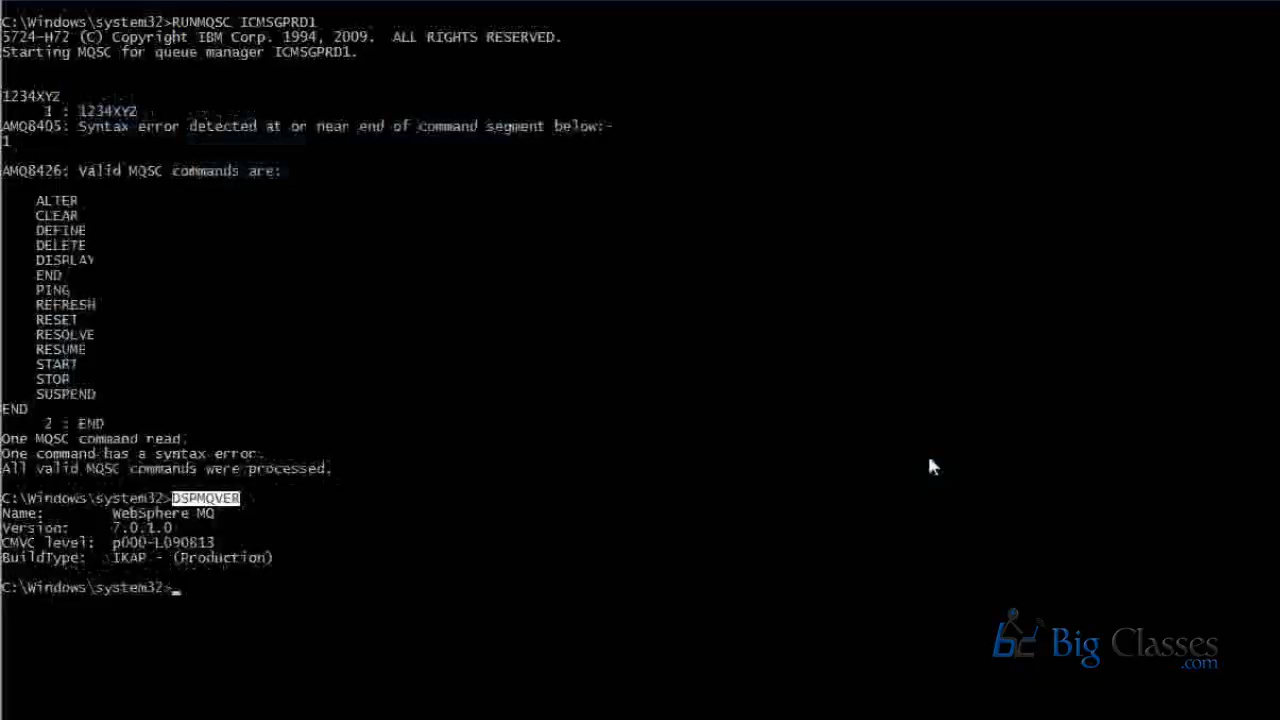 C:\Windows\system32>RUNMQSC ICMSGPRD1
5724-H72 (C) Copyright IBM Corp. 1994, 2009.  ALL RIGHTS RESERVED.
Starting MQSC for queue manager ICMSGPRD1.
1234XYZ
1 : 1234XYZ
AMQ8405: Syntax error detected at or near end of command segment below:-
1
AMQ8426: Valid MQSC commands are:
ALTER
CLEAR
DEFINE
DELETE
DISPLAY
END
PING
REFRESH
RESET
RESOLVE
RESUME
START
STOP
SUSPEND
END
2 : END
One MQSC command read.
One command has a syntax error.
All valid MQSC commands were processed.
C:\Windows\system32>DSPMQVER
Name:        WebSphere MQ
Version:     7.0.1.0
CMVC level:  p000-L090813
BuildType:   IKAP - (Production)
C:\Windows\system32>_
Big Classes
.com